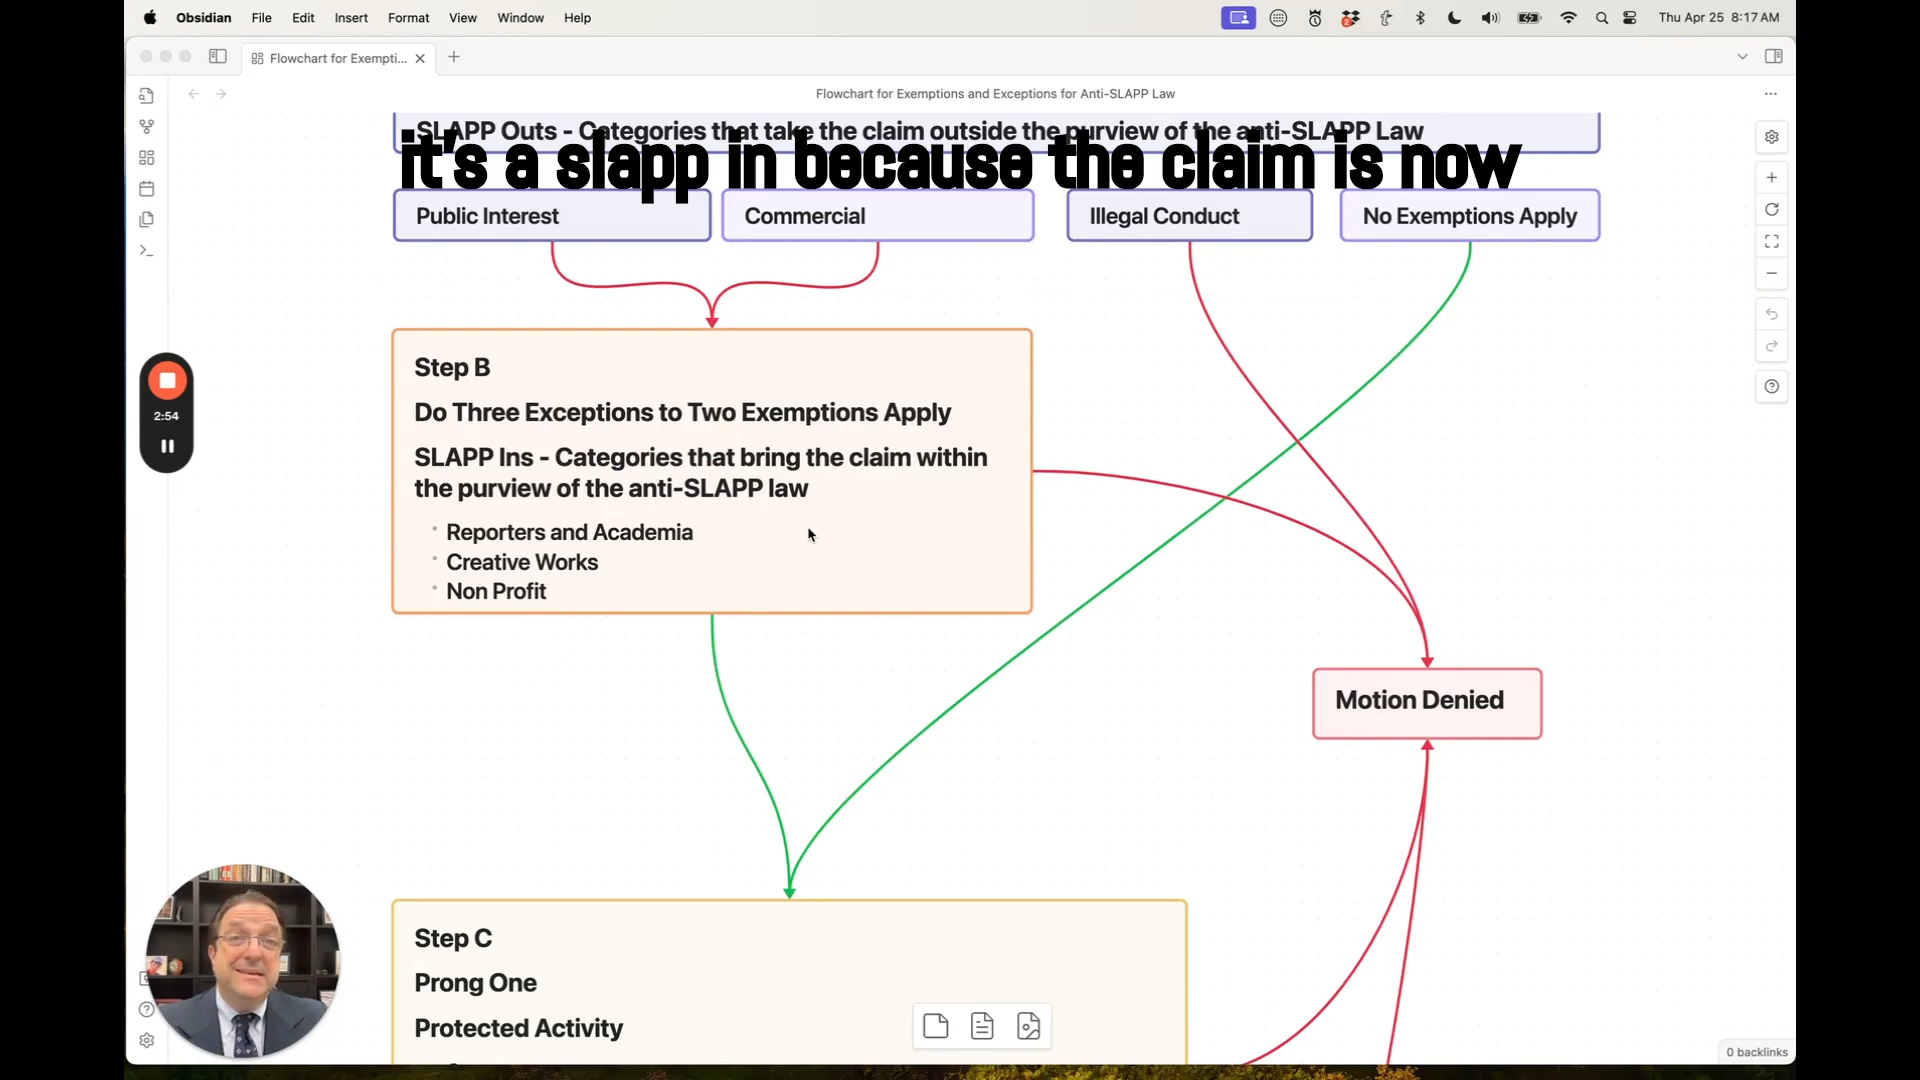 Obsidian File Edit Insert Format View Window Help Thu Apr 25 8:17 AM
Flowchart for Exempti...
Flowchart for Exemptions and Exceptions for Anti-SLAPP Law
SLAPP Outs - Categories that take the claim outside the purview of the anti-SLAPP Law
it's a slapp in because the claim is now
Public Interest
Commercial
Illegal Conduct
No Exemptions Apply
Step B
Do Three Exceptions to Two Exemptions Apply
SLAPP Ins - Categories that bring the claim within
the purview of the anti-SLAPP law
Reporters and Academia
Creative Works
Non Profit
2:54
Motion Denied
Step C
Prong One
Protected Activity
0 backlinks